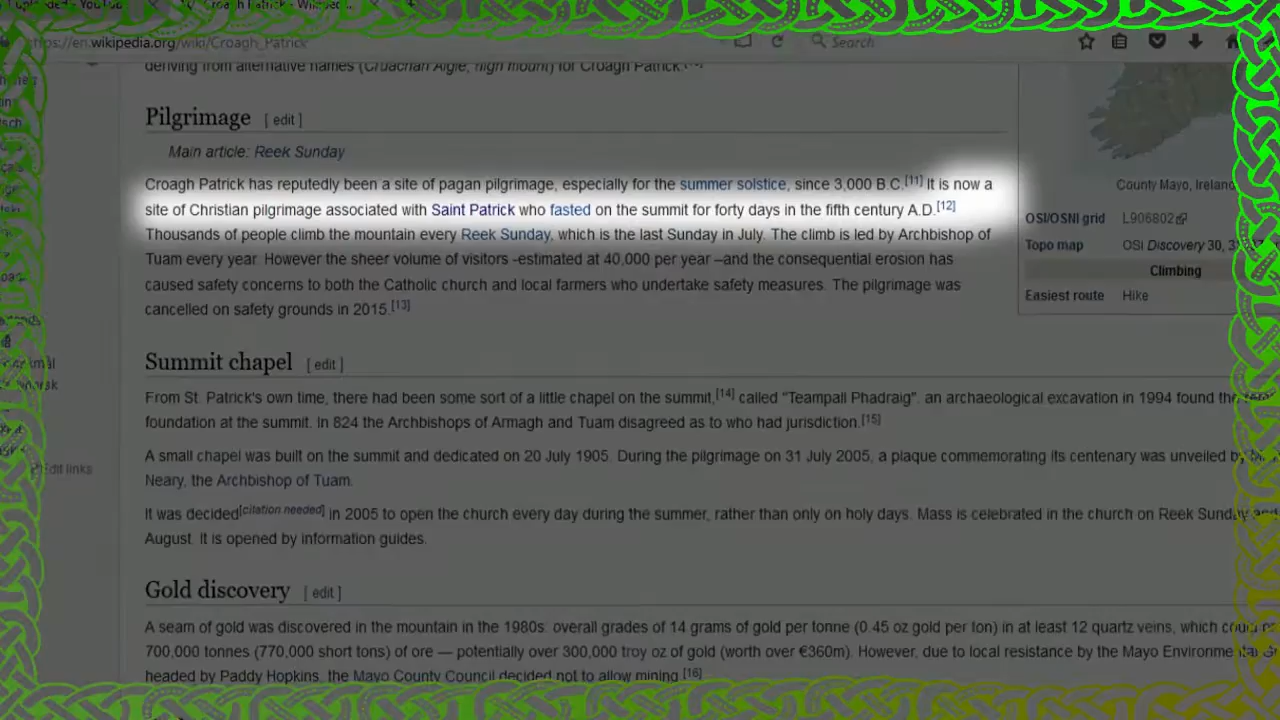 Croagh Patrick - Wikiped
https://en.wikipedia.org/wiki/Croagh_Patrick
Search
deriving from alternative names (Cruachan Aigle, high mount) for Croagh Patrick.
Pilgrimage [ edit ]
Main article: Reek Sunday
Croagh Patrick has reputedly been a site of pagan pilgrimage, especially for the summer solstice, since 3,000 B.C.[11] It is now a
site of Christian pilgrimage associated with Saint Patrick who fasted on the summit for forty days in the fifth century A.D.[12]
Thousands of people climb the mountain every Reek Sunday, which is the last Sunday in July. The climb is led by Archbishop of
Tuam every year. However the sheer volume of visitors -estimated at 40,000 per year –and the consequential erosion has
caused safety concerns to both the Catholic church and local farmers who undertake safety measures. The pilgrimage was
cancelled on safety grounds in 2015.[13]
County Mayo, Ireland
OSI/OSNI grid L906802
Topo map OSI Discovery 30, 3
Climbing
Easiest route Hike
Summit chapel [ edit ]
From St. Patrick's own time, there had been some sort of a little chapel on the summit,[14] called "Teampall Phadraig". an archaeological excavation in 1994 found the
foundation at the summit. In 824 the Archbishops of Armagh and Tuam disagreed as to who had jurisdiction.[15]
Edit links
A small chapel was built on the summit and dedicated on 20 July 1905. During the pilgrimage on 31 July 2005, a plaque commemorating its centenary was unveiled by
Neary, the Archbishop of Tuam.
It was decided[citation needed] in 2005 to open the church every day during the summer, rather than only on holy days. Mass is celebrated in the church on Reek Sunday and
August. It is opened by information guides.
Gold discovery [ edit ]
A seam of gold was discovered in the mountain in the 1980s: overall grades of 14 grams of gold per tonne (0.45 oz gold per ton) in at least 12 quartz veins, which could
700,000 tonnes (770,000 short tons) of ore — potentially over 300,000 troy oz of gold (worth over €360m). However, due to local resistance by the Mayo Environmental
headed by Paddy Hopkins, the Mayo County Council decided not to allow mining.[16]